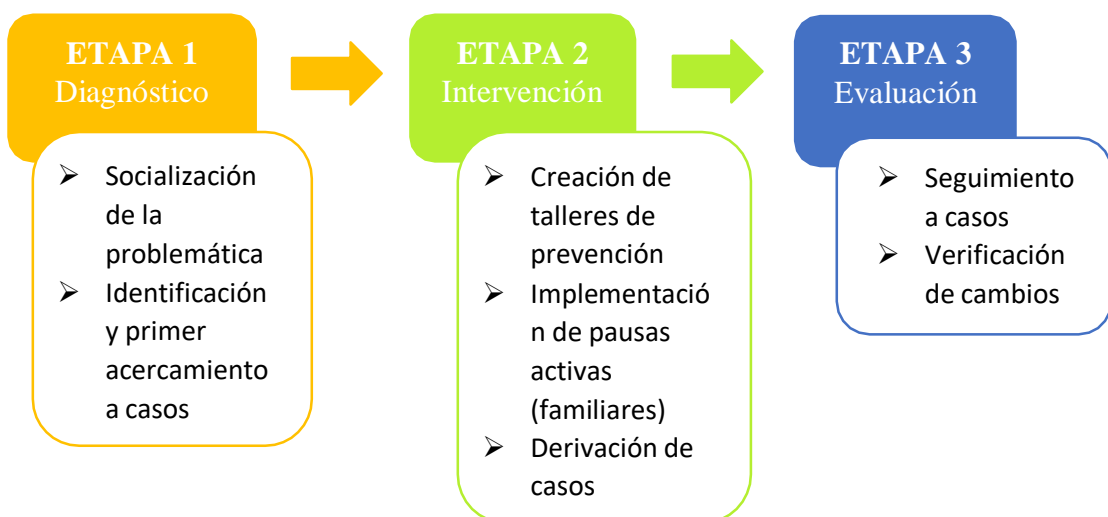 ETAPA 1
Diagnóstico
➢ Socialización
de la
problemática
➢ Identificación
y primer
acercamiento
a casos
ETAPA 2
Intervención
➢ Creación de
talleres de
prevención
➢ Implementació
n de pausas
activas
(familiares)
➢ Derivación de
casos
ETAPA 3
Evaluación
➢ Seguimiento
a casos
➢ Verificación
de cambios